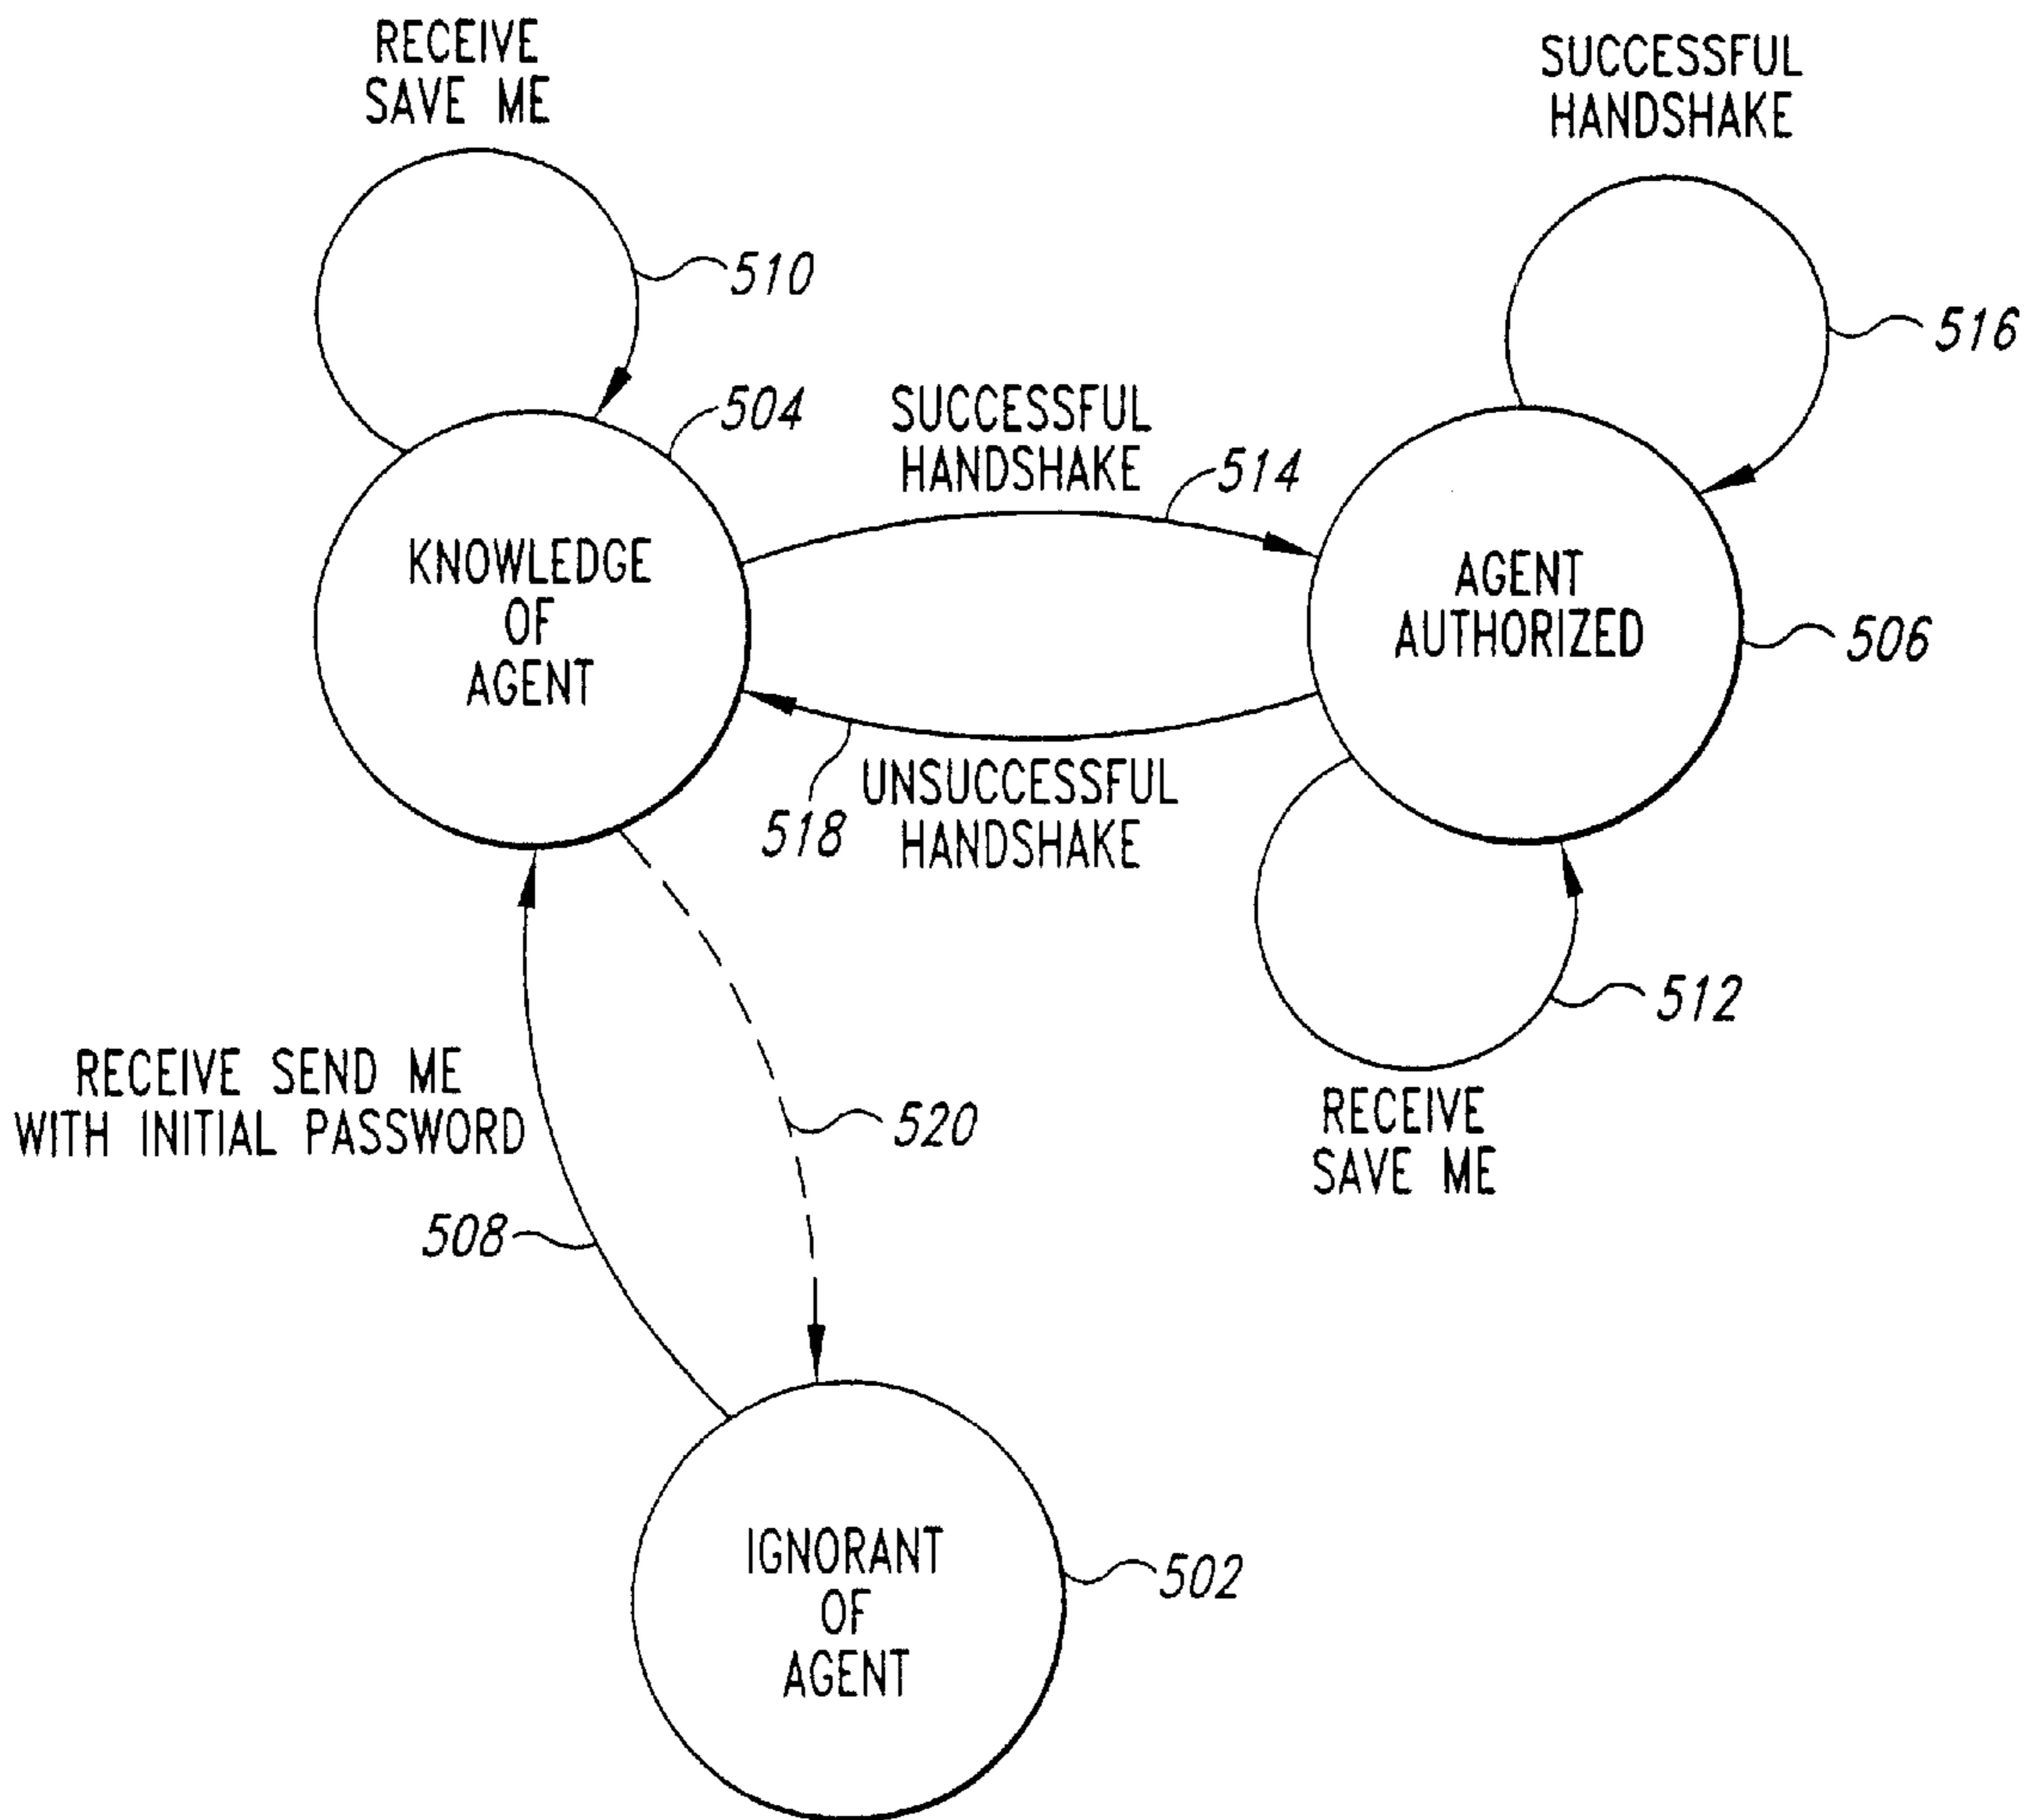 RECEIVE
SAVE ME
SUCCESSFUL
HANDSHAKE
510
516
504
SUCCESSFUL
HANDSHAKE
514
KNOWLEDGE
OF
AGENT
AGENT
AUTHORIZED
506
518
UNSUCCESSFUL
HANDSHAKE
512
RECEIVE SEND ME
WITH INITIAL PASSWORD
520
RECEIVE
SAVE ME
508
IGNORANT
OF
AGENT
502